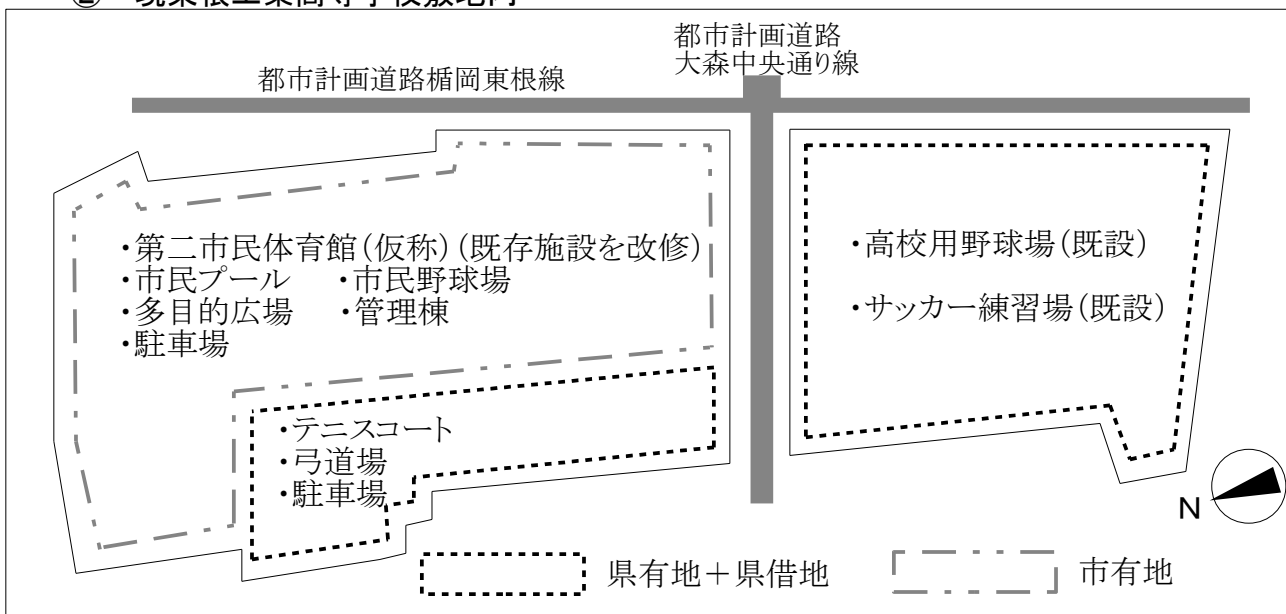 都市計画道路
大森中央通り線
都市計画道路楯岡東根線
・第二市民体育館(仮称)(既存施設を改修)
・市民プール ・市民野球場
・多目的広場 ・管理棟
・駐車場
・高校用野球場(既設)
・サッカー練習場(既設)
・テニスコート
・弓道場
・駐車場
N
県有地+県借地
市有地